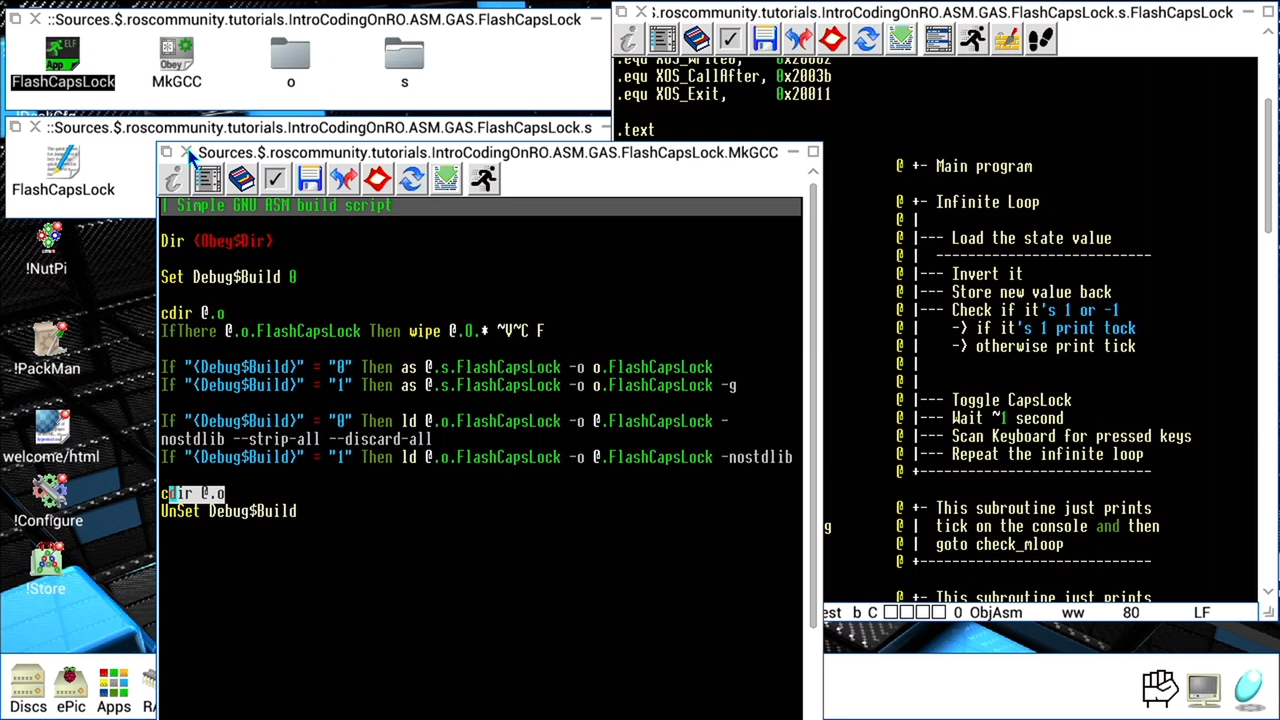 ::Sources.$.roscommunity.tutorials.IntroCodingOnRO.ASM.GAS.FlashCapsLock
ELF
App
FlashCapsLock
Obey
MkGCC
o
s
::Sources.$.roscommunity.tutorials.IntroCodingOnRO.ASM.GAS.FlashCapsLock.s
FlashCapsLock
!NutPi
!PackMan
welcome/html
!Configure
!Store
Sources.$.roscommunity.tutorials.IntroCodingOnRO.ASM.GAS.FlashCapsLock.MkGCC
| Simple GNU ASM build script
Dir <Obey$Dir>
Set Debug$Build 0
cdir @.o
IfThere @.o.FlashCapsLock Then wipe @.O.* ~V~C F
If "<Debug$Build>" = "0" Then as @.s.FlashCapsLock -o o.FlashCapsLock
If "<Debug$Build>" = "1" Then as @.s.FlashCapsLock -o @.FlashCapsLock -g
If "<Debug$Build>" = "0" Then ld @.o.FlashCapsLock -o @.FlashCapsLock -
nostdlib --strip-all --discard-all
If "<Debug$Build>" = "1" Then ld @.o.FlashCapsLock -o @.FlashCapsLock -nostdlib
cdir @.o
UnSet Debug$Build
:.$.roscommunity.tutorials.IntroCodingOnRO.ASM.GAS.FlashCapsLock.s.FlashCapsLock
.equ XOS_CallAfter, 0x2003b
.equ XOS_Exit, 0x20011
.text
@ +- Main program
@ +- Infinite Loop
@ |
@ |--- Load the state value
@ | ---------------------------
@ |--- Invert it
@ |--- Store new value back
@ |--- Check if it's 1 or -1
@ | -> if it's 1 print tock
@ | -> otherwise print tick
@ |
@ |
@ |--- Toggle CapsLock
@ |--- Wait ~1 second
@ |--- Scan Keyboard for pressed keys
@ |--- Repeat the infinite loop
@ +-----------------------------
@ +- This subroutine just prints
g @ | tick on the console and then
@ | goto check_mloop
@ +-----------------------------
@ +- This subroutine just prints
est b C 0 ObjAsm ww 80 LF
Discs
ePic
Apps